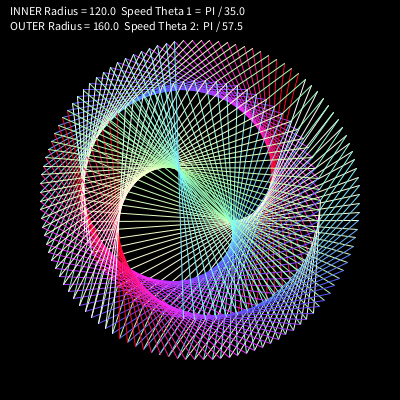 INNER Radius = 120.0  Speed Theta 1 =  PI / 35.0
OUTER Radius = 160.0  Speed Theta 2:  PI / 57.5